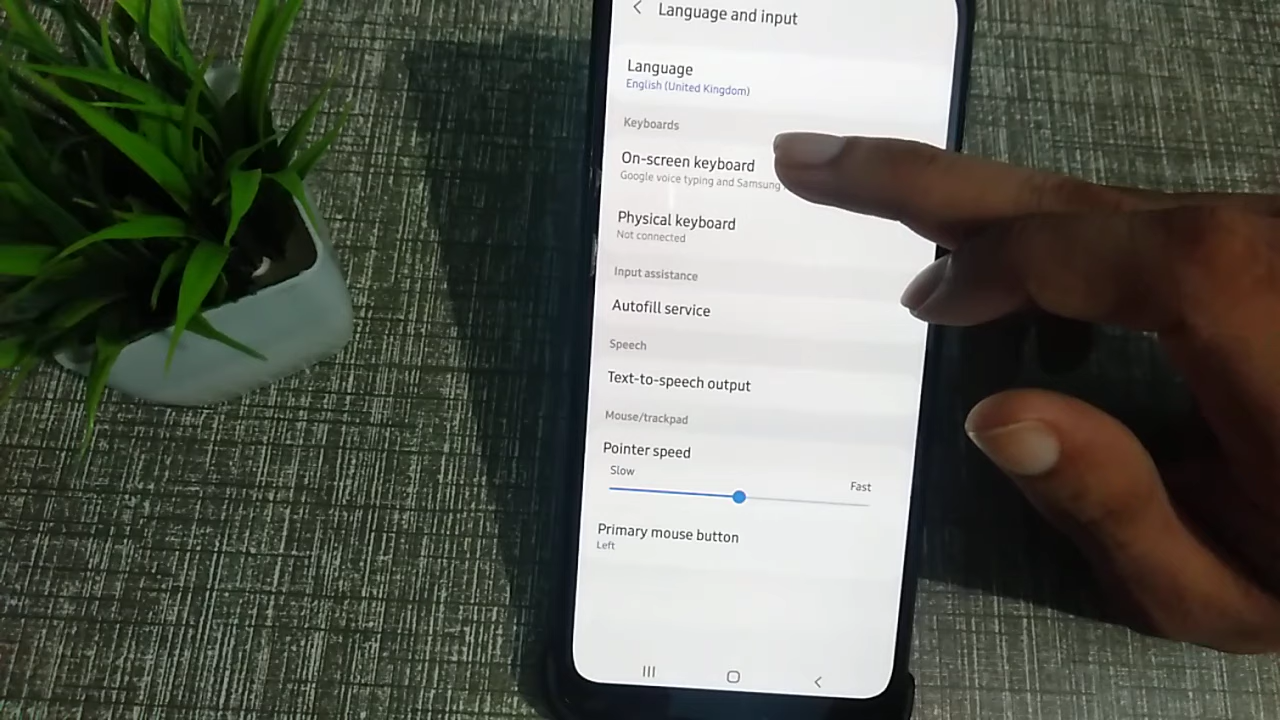 Language and input
Language
English (United Kingdom)
Keyboards
On-screen keyboard
Google voice typing and Samsung
Physical keyboard
Not connected
Input assistance
Autofill service
Speech
Text-to-speech output
Mouse/trackpad
Pointer speed
Slow
Fast
Primary mouse button
Left